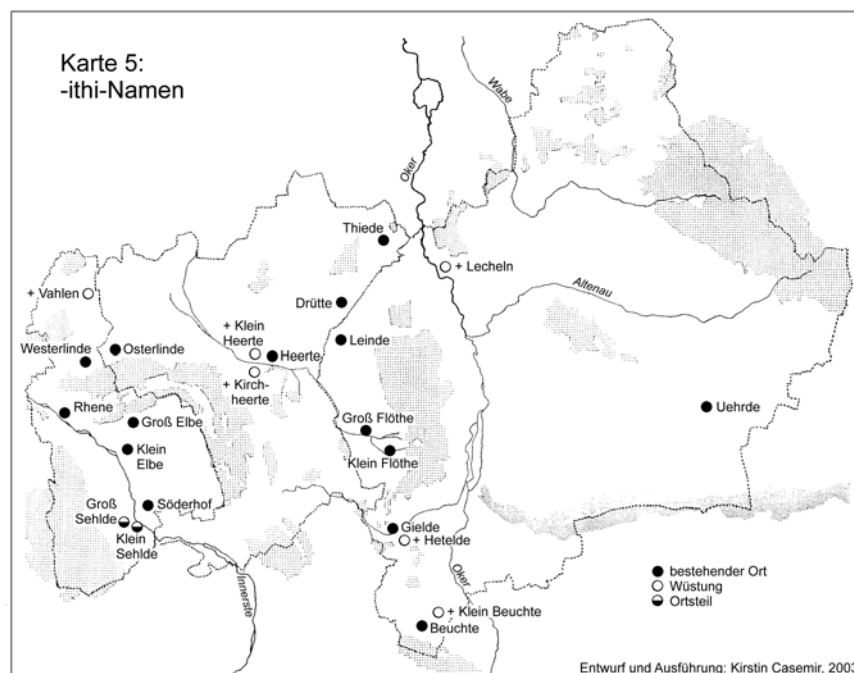 Karte 5:
-ithi-Namen
Wabe
Oker
Thiede
+ Lecheln
+ Vahlen
Altenau
Drütte
+ Klein
Heerte
Leinde
Westerlinde
Osterlinde
Heerte
+ Kirch-
heerte
Rhene
Groß Elbe
Groß Flöthe
Uehrde
Klein
Elbe
Klein Flöthe
Groß
Sehlde
Söderhof
Klein
Sehlde
Gielde
+ Hetelde
Innerste
Oker
bestehender Ort
Wüstung
Ortsteil
+ Klein Beuchte
Beuchte
Entwurf und Ausführung: Kirstin Casemir, 2003